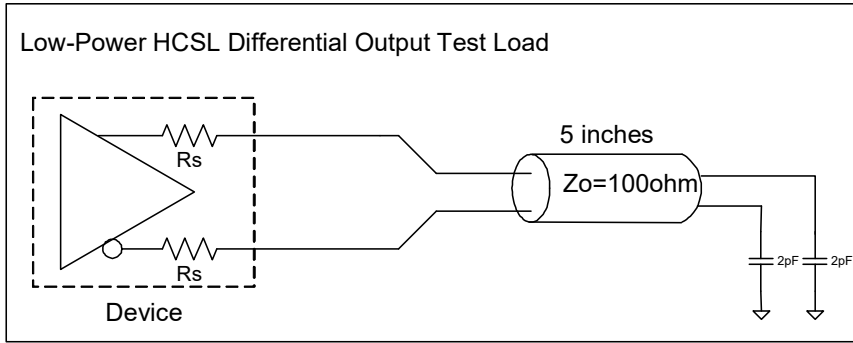 Low-Power HCSL Differential Output Test Load
Rs
Rs
Device
5 inches
Zo=100ohm
2pF
2pF